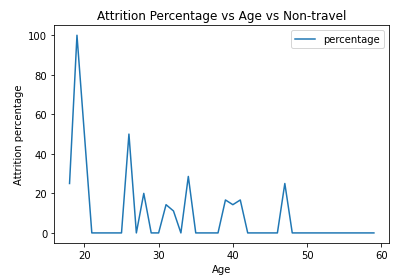 Attrition Percentage vs Age vs Non-travel
percentage
Attrition percentage
100
80
60
40
20
0
20
30
40
50
60
Age